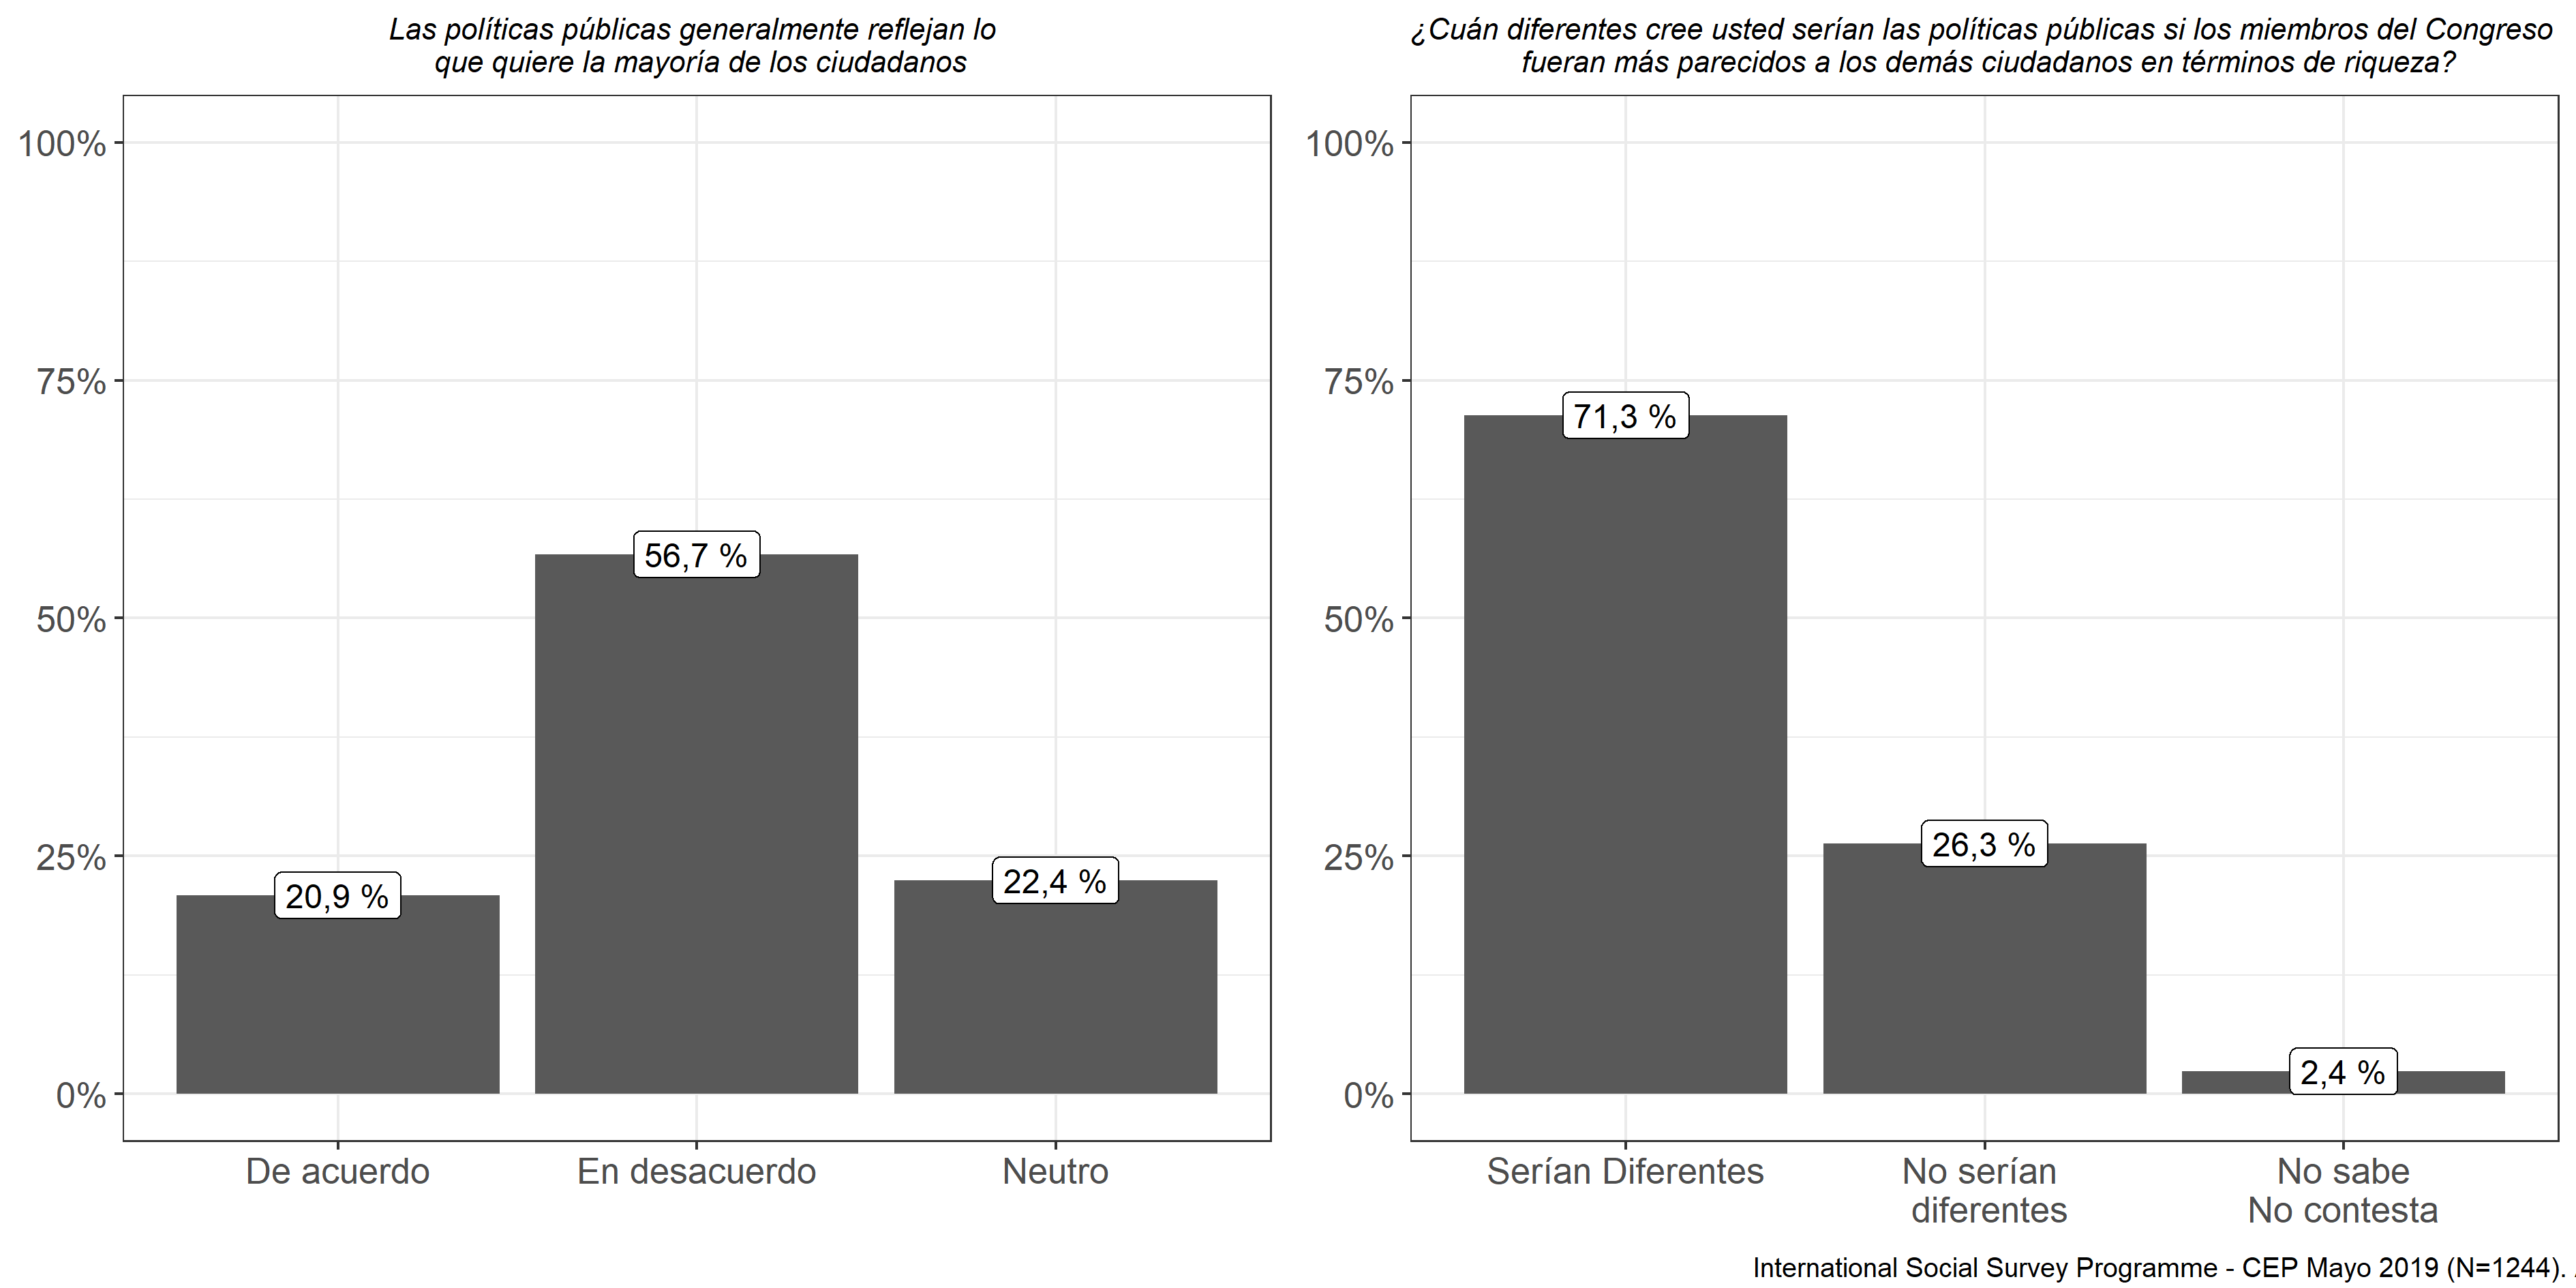 Las políticas públicas generalmente reflejan lo
que quiere la mayoría de los ciudadanos
100%
75%
50%
25%
0%
20,9 %
56,7 %
22,4 %
De acuerdo
En desacuerdo
Neutro
¿Cuán diferentes cree usted serían las políticas públicas si los miembros del Congreso
fueran más parecidos a los demás ciudadanos en términos de riqueza?
100%
75%
50%
25%
0%
71,3 %
26,3 %
2,4 %
Serían Diferentes
No serían
diferentes
No sabe
No contesta
International Social Survey Programme - CEP Mayo 2019 (N=1244).